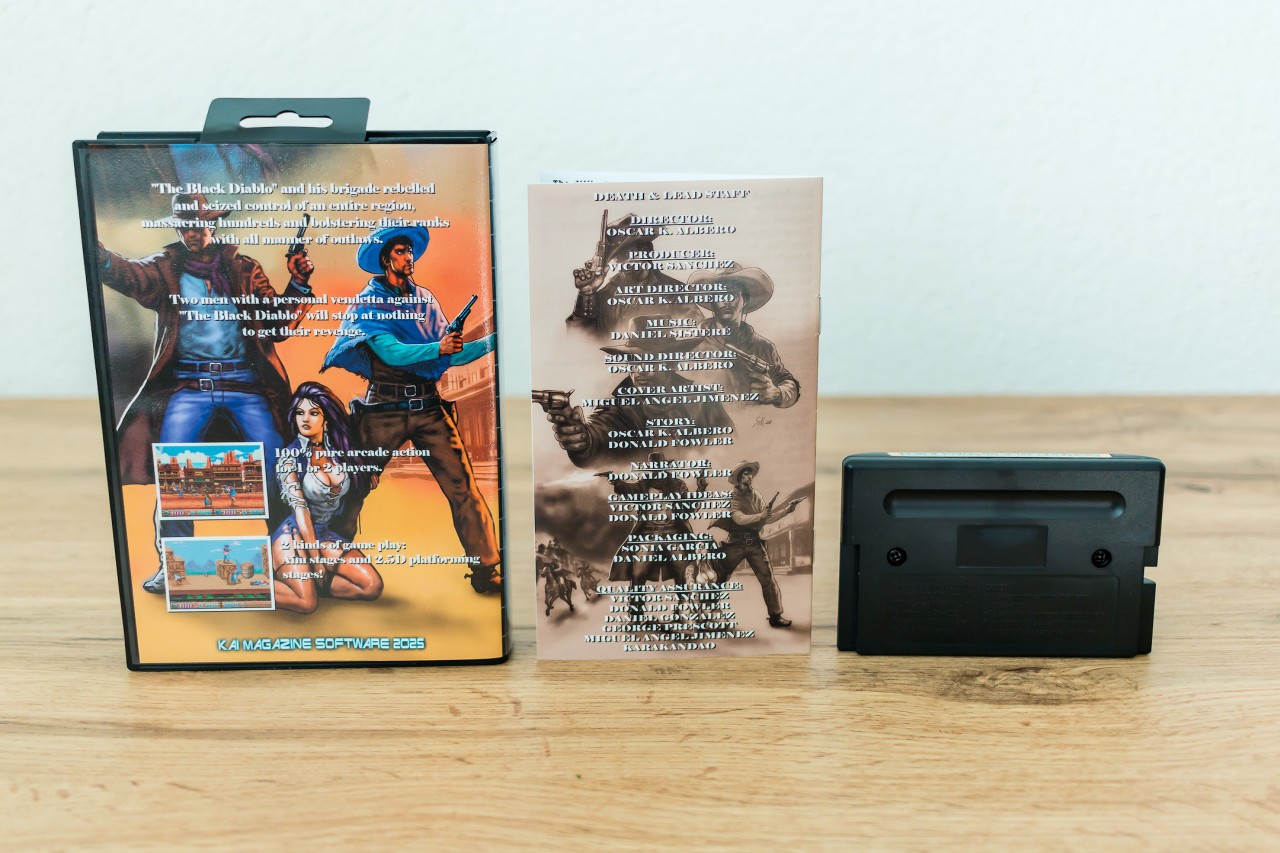 "The Black Diablo" and his brigade rebelled
and seized control of an entire region,
massacring hundreds and bolstering their ranks
with all manner of outlaws.
Two men with a personal vendetta against
"The Black Diablo" will stop at nothing
to get their revenge.
100% pure arcade action
for 1 or 2 players.
2 kinds of game play:
Aim stages and 2.5D platforming
stages!
KAI MAGAZINE SOFTWARE 2025
DEATH & LEAD STAFF
DIRECTOR:
OSCAR K. ALBERO
PRODUCER:
VICTOR SANCHEZ
ART DIRECTOR:
OSCAR K. ALBERO
MUSIC:
DANIEL SISTERE
SOUND DIRECTOR:
OSCAR K. ALBERO
COVER ARTIST:
MIGUEL ANGEL JIMENEZ
STORY:
OSCAR K. ALBERO
DONALD FOWLER
NARRATOR:
DONALD FOWLER
GAMEPLAY IDEAS:
VICTOR SANCHEZ
DONALD FOWLER
PACKAGING:
SONIA GARCIA
DANIEL ALBERO
QUALITY ASSURANCE:
VICTOR SANCHEZ
DONALD FOWLER
DANIEL GONZALEZ
GEORGE PRESCOTT
MIGUEL ANGEL JIMENEZ
KARAKANDAO